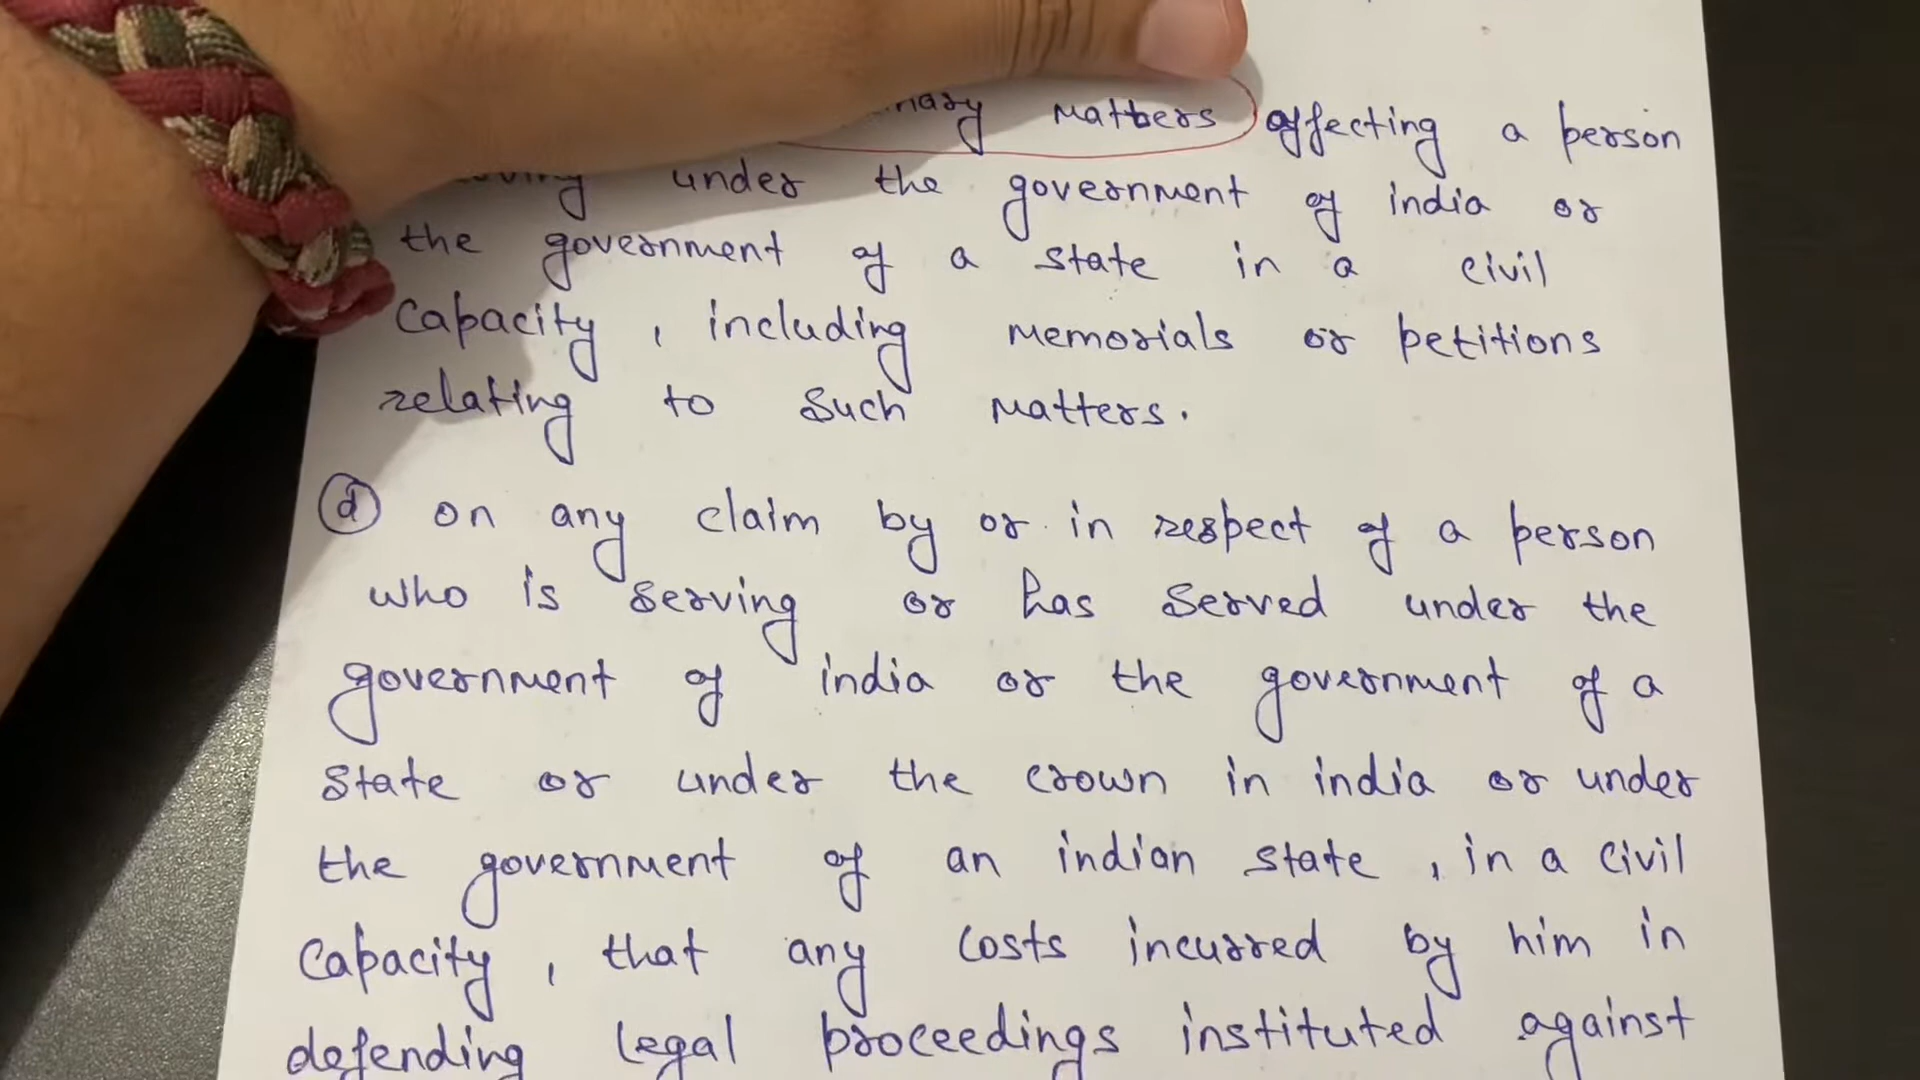 matters affecting a person
under the government of india or
the government of a state in a civil
capacity, including memorials or petitions
relating to such matters.
(d) on any claim by or in respect of a person
who is serving or has served under the
government of india or the government of a
state or under the crown in india or under
the government of an indian state, in a civil
capacity, that any costs incurred by him in
defending legal proceedings instituted against